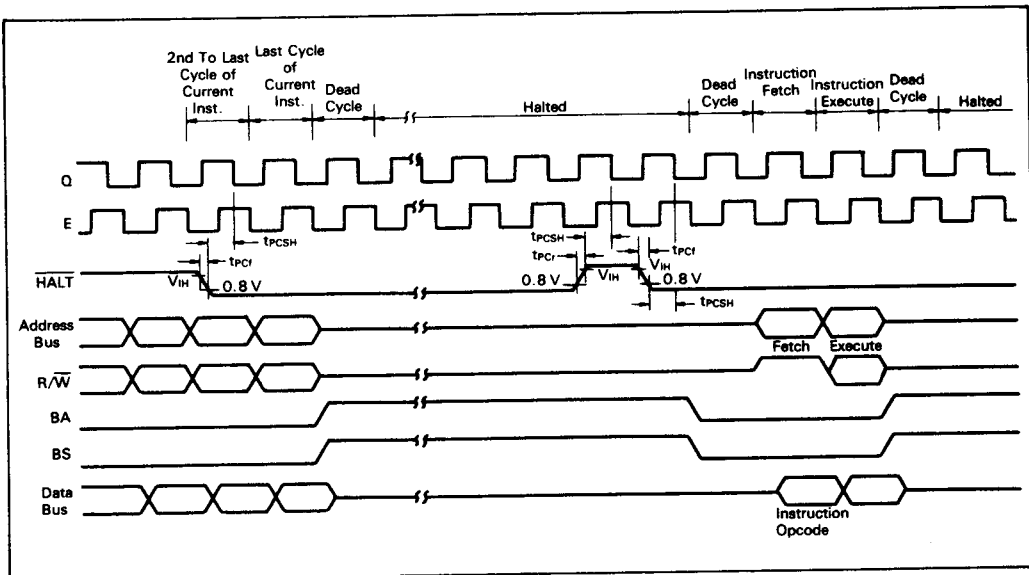 2nd To Last
Cycle of
Current
Inst.
Last Cycle
of
Current
Inst.
Dead
Cycle
Halted
Dead
Cycle
Instruction
Fetch
Instruction
Execute
Dead
Cycle
Halted
Q
E
tPCSH
tPCf
tPCSH
tPCr
tPCf
HALT
VIH
0.8 V
0.8 V
VIH
VIH
0.8 V
tPCSH
Address
Bus
Fetch
Execute
R/W
BA
BS
Data
Bus
Instruction
Opcode